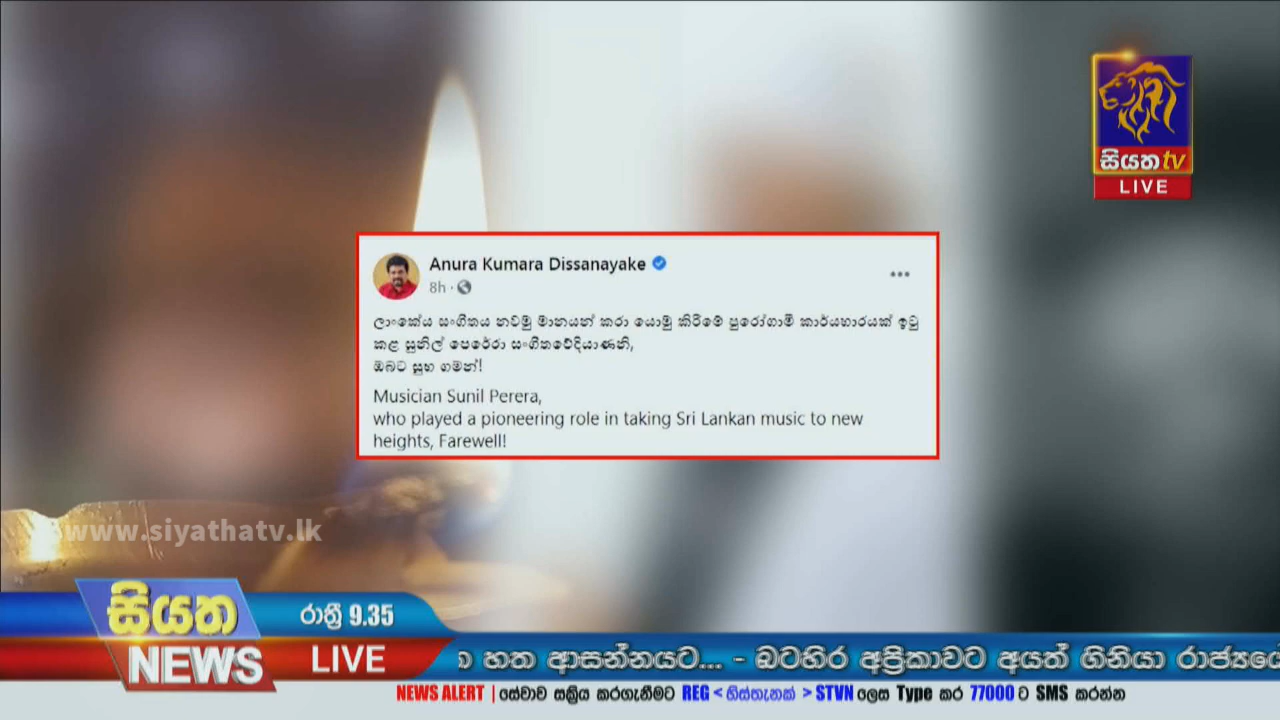 සියත tv
LIVE
Anura Kumara Dissanayake
8h ·
ලාංකේය සංගීතය නවමු මානයන් කරා යොමු කිරීමේ පුරෝගාමී කාර්යභාරයක් ඉටු
කළ සුනිල් පෙරේරා සංගීතවේදියාණනි,
ඔබට සුභ ගමන්!
Musician Sunil Perera,
who played a pioneering role in taking Sri Lankan music to new
heights, Farewell!
www.siyathatv.lk
සියත
NEWS
රාත්‍රී 9.35
LIVE
හත ආසන්නයට... - බටහිර අප්‍රිකාවට අයත් ගිනියා රාජ්‍යයේ
NEWS ALERT | සේවාව සක්‍රිය කරගැනීමට REG < හිස්තැනක් > STVN ලෙස Type කර 77000 ට SMS කරන්න